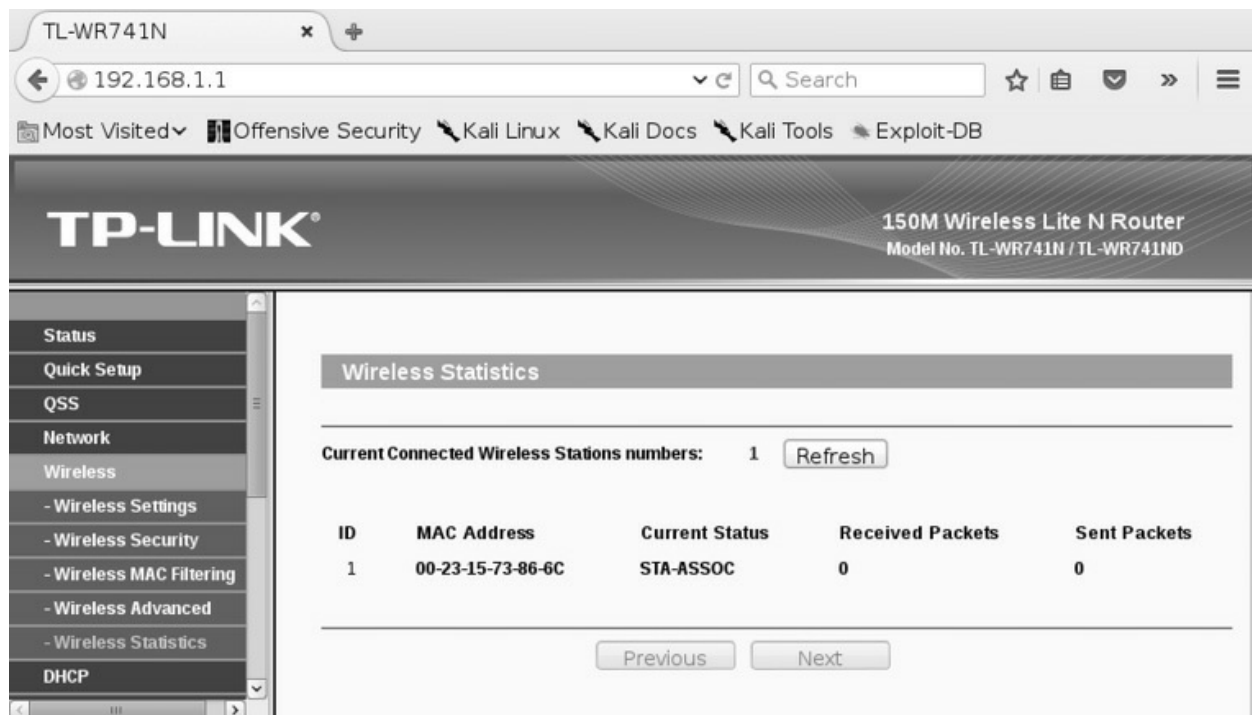 TL-WR741N
192.168.1.1 Search
Most Visited Offensive Security Kali Linux Kali Docs Kali Tools Exploit-DB
TP-LINK®
150M Wireless Lite N Router
Model No. TL-WR741N / TL-WR741ND
Status
Quick Setup
QSS
Network
Wireless
- Wireless Settings
- Wireless Security
- Wireless MAC Filtering
- Wireless Advanced
- Wireless Statistics
DHCP
Wireless Statistics
Current Connected Wireless Stations numbers: 1 Refresh
ID MAC Address Current Status Received Packets Sent Packets
1 00-23-15-73-86-6C STA-ASSOC 0 0
Previous Next